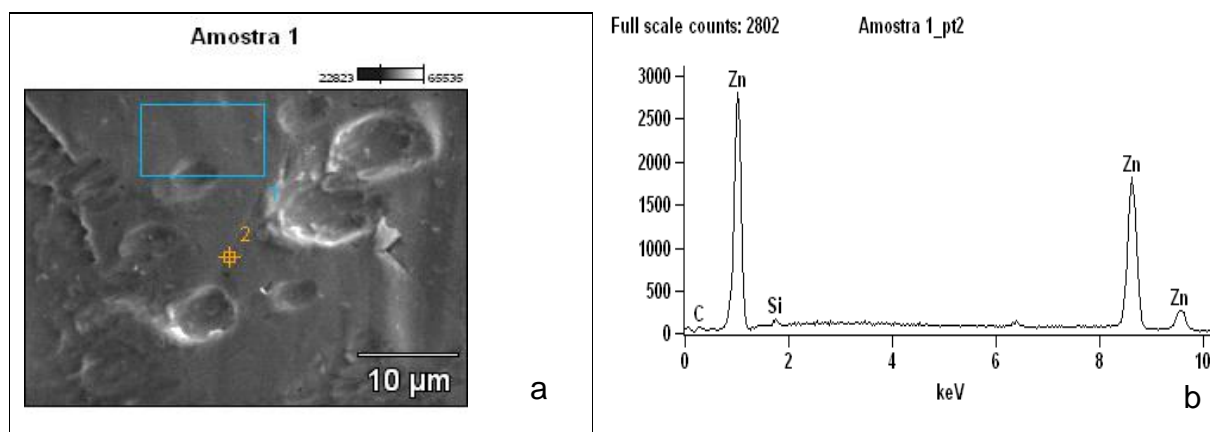 Amostra 1
22823 65535
1
2
10 µm
a
Full scale counts: 2802 Amostra 1_pt2
3000
2500
2000
1500
1000
500
0
Zn
Zn
Zn
C
Si
0 2 4 6 8 10
keV
b